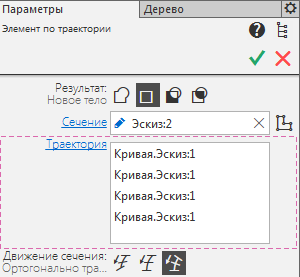 Параметры
Дерево
Элемент по траектории
Результат:
Новое тело
Сечение
Эскиз:2
Траектория
Кривая.Эскиз:1
Кривая.Эскиз:1
Кривая.Эскиз:1
Кривая.Эскиз:1
Движение сечения:
Ортогонально тра...